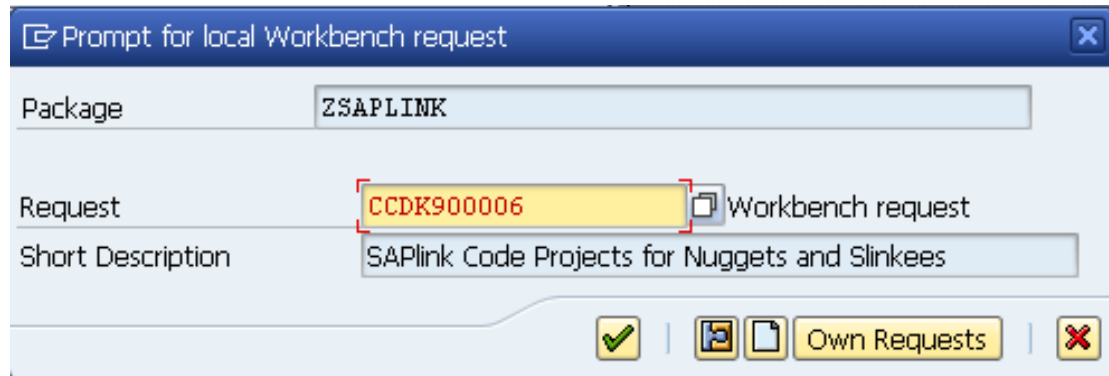 Prompt for local Workbench request
Package ZSAPLINK
Request CCDK900006 Workbench request
Short Description SAPlink Code Projects for Nuggets and Slinkees
Own Requests